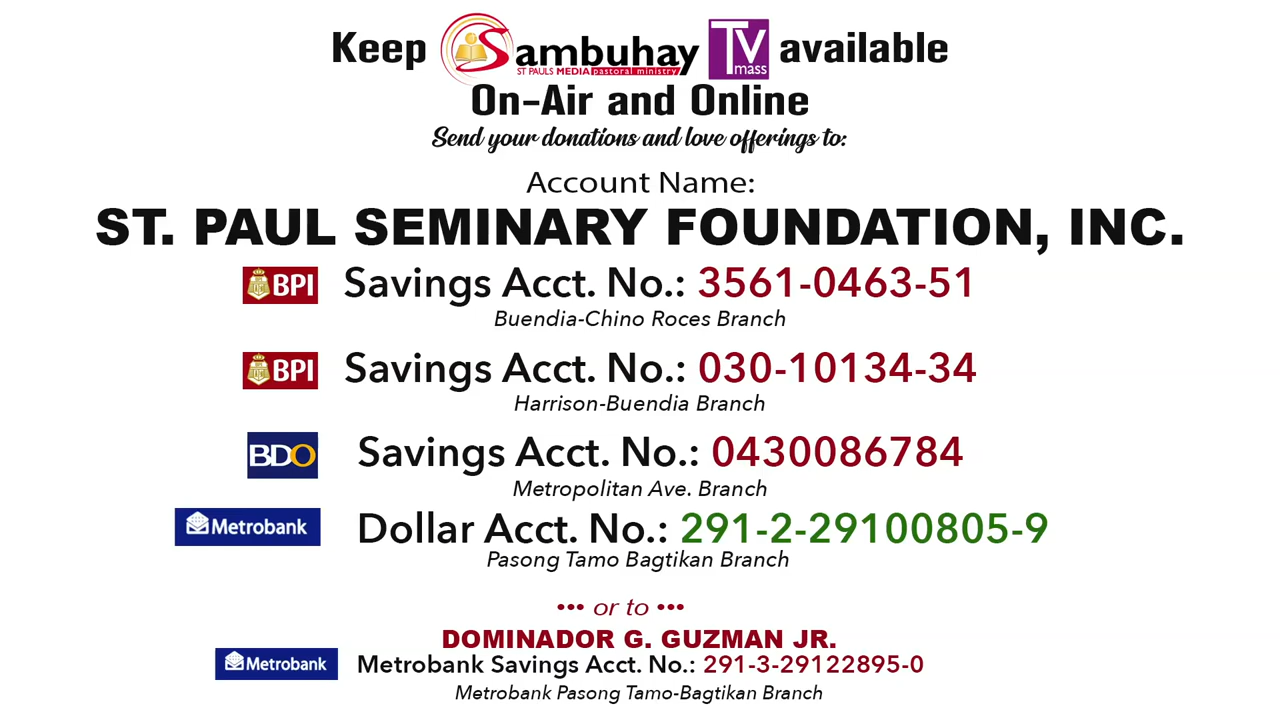 Keep Sambuhay TV mass available
ST PAULS MEDIA pastoral ministry
On-Air and Online
Send your donations and love offerings to:
Account Name:
ST. PAUL SEMINARY FOUNDATION, INC.
BPI Savings Acct. No.: 3561-0463-51
Buendia-Chino Roces Branch
BPI Savings Acct. No.: 030-10134-34
Harrison-Buendia Branch
BDO Savings Acct. No.: 0430086784
Metropolitan Ave. Branch
Metrobank Dollar Acct. No.: 291-2-29100805-9
Pasong Tamo Bagtikan Branch
••• or to •••
DOMINADOR G. GUZMAN JR.
Metrobank Metrobank Savings Acct. No.: 291-3-29122895-0
Metrobank Pasong Tamo-Bagtikan Branch